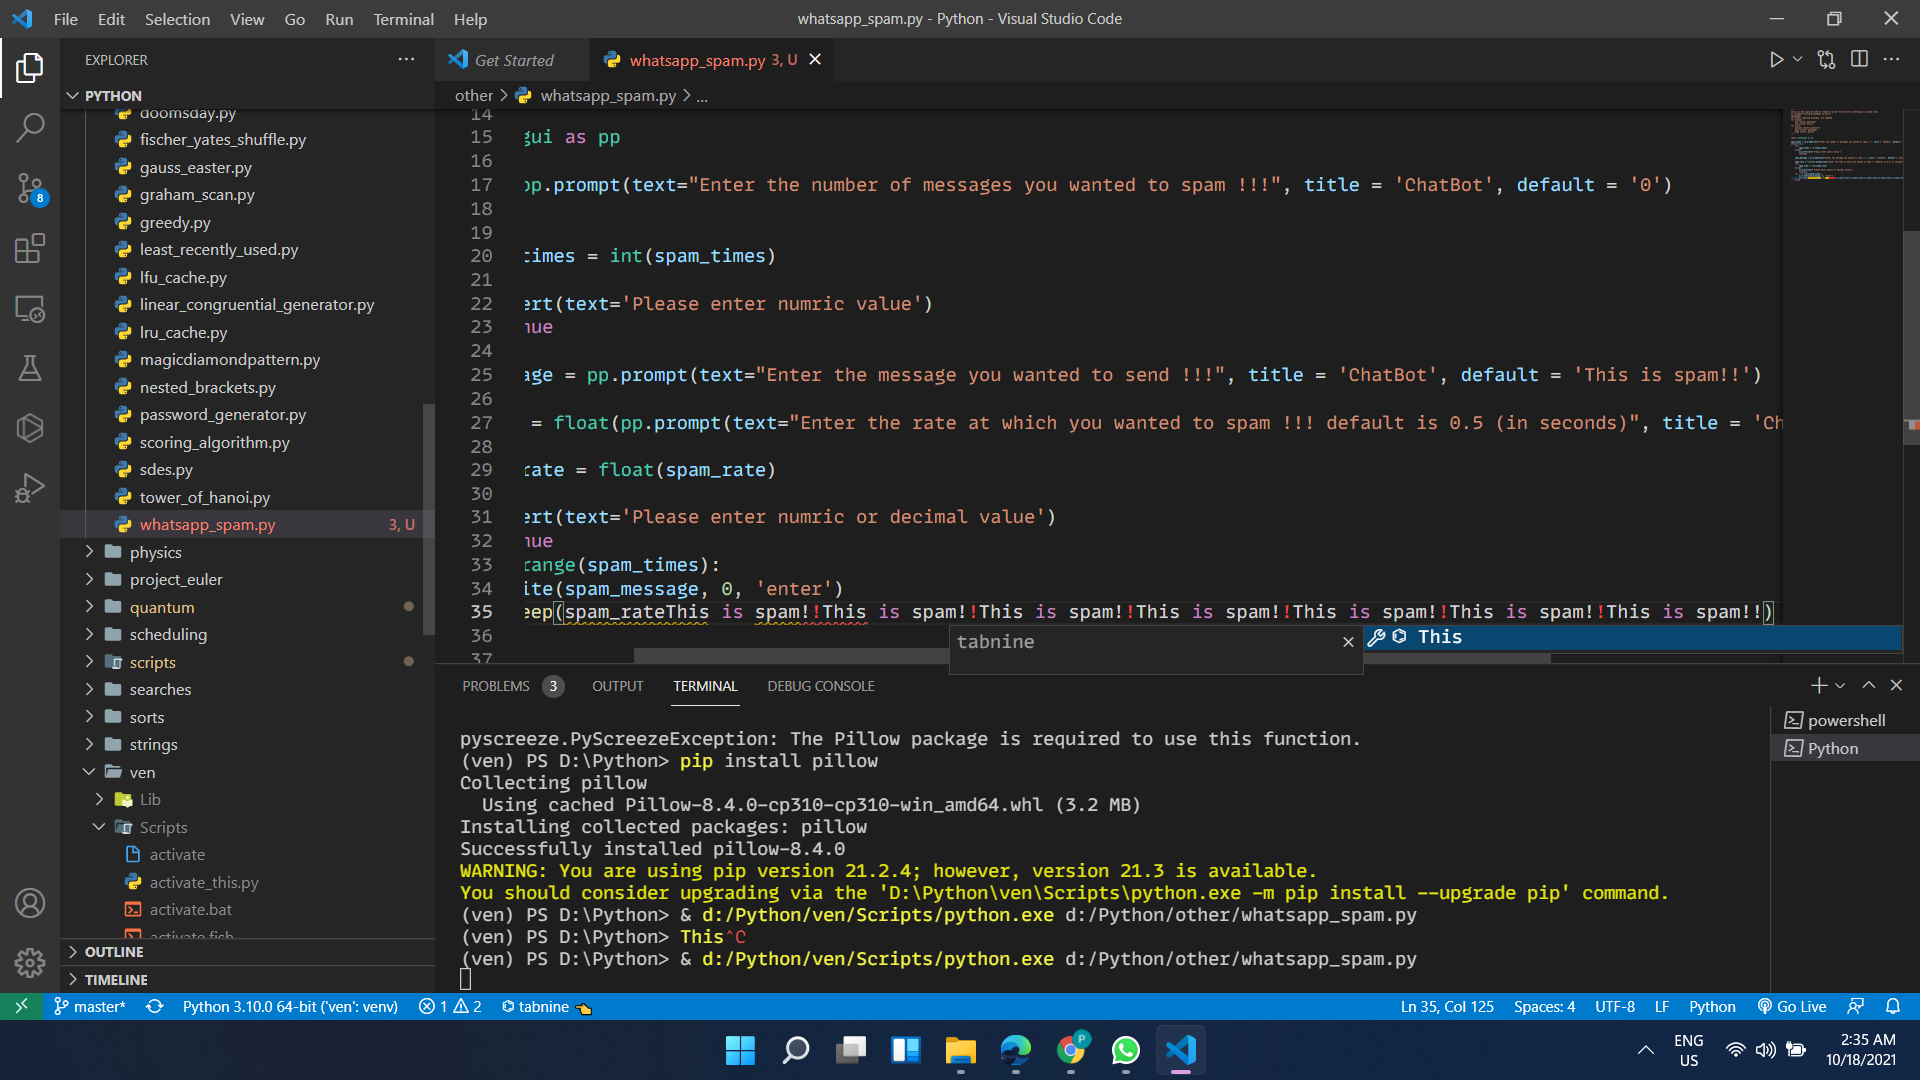 File Edit Selection View Go Run Terminal Help
whatsapp_spam.py - Python - Visual Studio Code
EXPLORER
PYTHON
doomsday.py
fischer_yates_shuffle.py
gauss_easter.py
graham_scan.py
greedy.py
least_recently_used.py
lfu_cache.py
linear_congruential_generator.py
lru_cache.py
magicdiamondpattern.py
nested_brackets.py
password_generator.py
scoring_algorithm.py
sdes.py
tower_of_hanoi.py
whatsapp_spam.py 3, U
physics
project_euler
quantum
scheduling
scripts
searches
sorts
strings
ven
Lib
Scripts
activate
activate_this.py
activate.bat
activate.fish
OUTLINE
TIMELINE
8
Get Started
whatsapp_spam.py 3, U
other > whatsapp_spam.py > ...
14
15 gui as pp
16
17 pp.prompt(text="Enter the number of messages you wanted to spam !!!", title = 'ChatBot', default = '0')
18
19
20 times = int(spam_times)
21
22 ert(text='Please enter numric value')
23 nue
24
25 age = pp.prompt(text="Enter the message you wanted to send !!!", title = 'ChatBot', default = 'This is spam!!')
26
27 = float(pp.prompt(text="Enter the rate at which you wanted to spam !!! default is 0.5 (in seconds)", title = 'Ch
28
29 rate = float(spam_rate)
30
31 ert(text='Please enter numric or decimal value')
32 nue
33 range(spam_times):
34 ite(spam_message, 0, 'enter')
35 eep(spam_rateThis is spam!!This is spam!!This is spam!!This is spam!!This is spam!!This is spam!!This is spam!!)
36
37
tabnine
This
PROBLEMS 3 OUTPUT TERMINAL DEBUG CONSOLE
powershell
Python
pyscreeze.PyScreezeException: The Pillow package is required to use this function.
(ven) PS D:\Python> pip install pillow
Collecting pillow
Using cached Pillow-8.4.0-cp310-cp310-win_amd64.whl (3.2 MB)
Installing collected packages: pillow
Successfully installed pillow-8.4.0
WARNING: You are using pip version 21.2.4; however, version 21.3 is available.
You should consider upgrading via the 'D:\Python\ven\Scripts\python.exe -m pip install --upgrade pip' command.
(ven) PS D:\Python> & d:/Python/ven/Scripts/python.exe d:/Python/other/whatsapp_spam.py
(ven) PS D:\Python> This^C
(ven) PS D:\Python> & d:/Python/ven/Scripts/python.exe d:/Python/other/whatsapp_spam.py
master* Python 3.10.0 64-bit ('ven': venv) 1 2 tabnine Ln 35, Col 125 Spaces: 4 UTF-8 LF Python Go Live
P
ENG
US
2:35 AM
10/18/2021